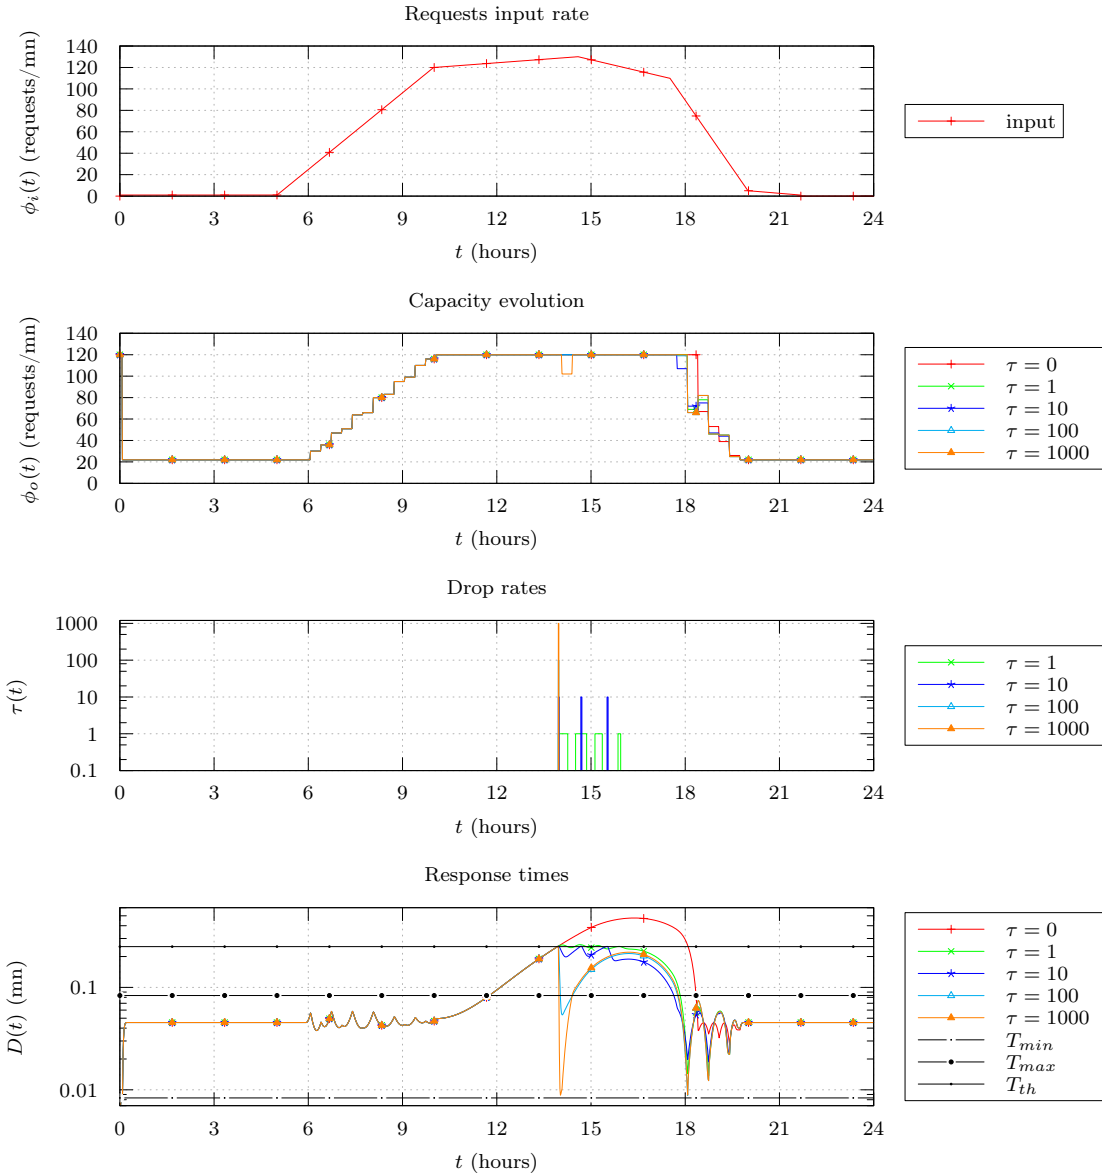 Requests input rate
140
120
100
80
60
40
20
0
ϕi(t) (requests/mn)
0 3 6 9 12 15 18 21 24
t (hours)
input
Capacity evolution
140
120
100
80
60
40
20
0
ϕo(t) (requests/mn)
0 3 6 9 12 15 18 21 24
t (hours)
τ = 0
τ = 1
τ = 10
τ = 100
τ = 1000
Drop rates
1000
100
10
1
0.1
τ(t)
0 3 6 9 12 15 18 21 24
t (hours)
τ = 1
τ = 10
τ = 100
τ = 1000
Response times
0.1
0.01
D(t) (mn)
0 3 6 9 12 15 18 21 24
t (hours)
τ = 0
τ = 1
τ = 10
τ = 100
τ = 1000
Tmin
Tmax
Tth